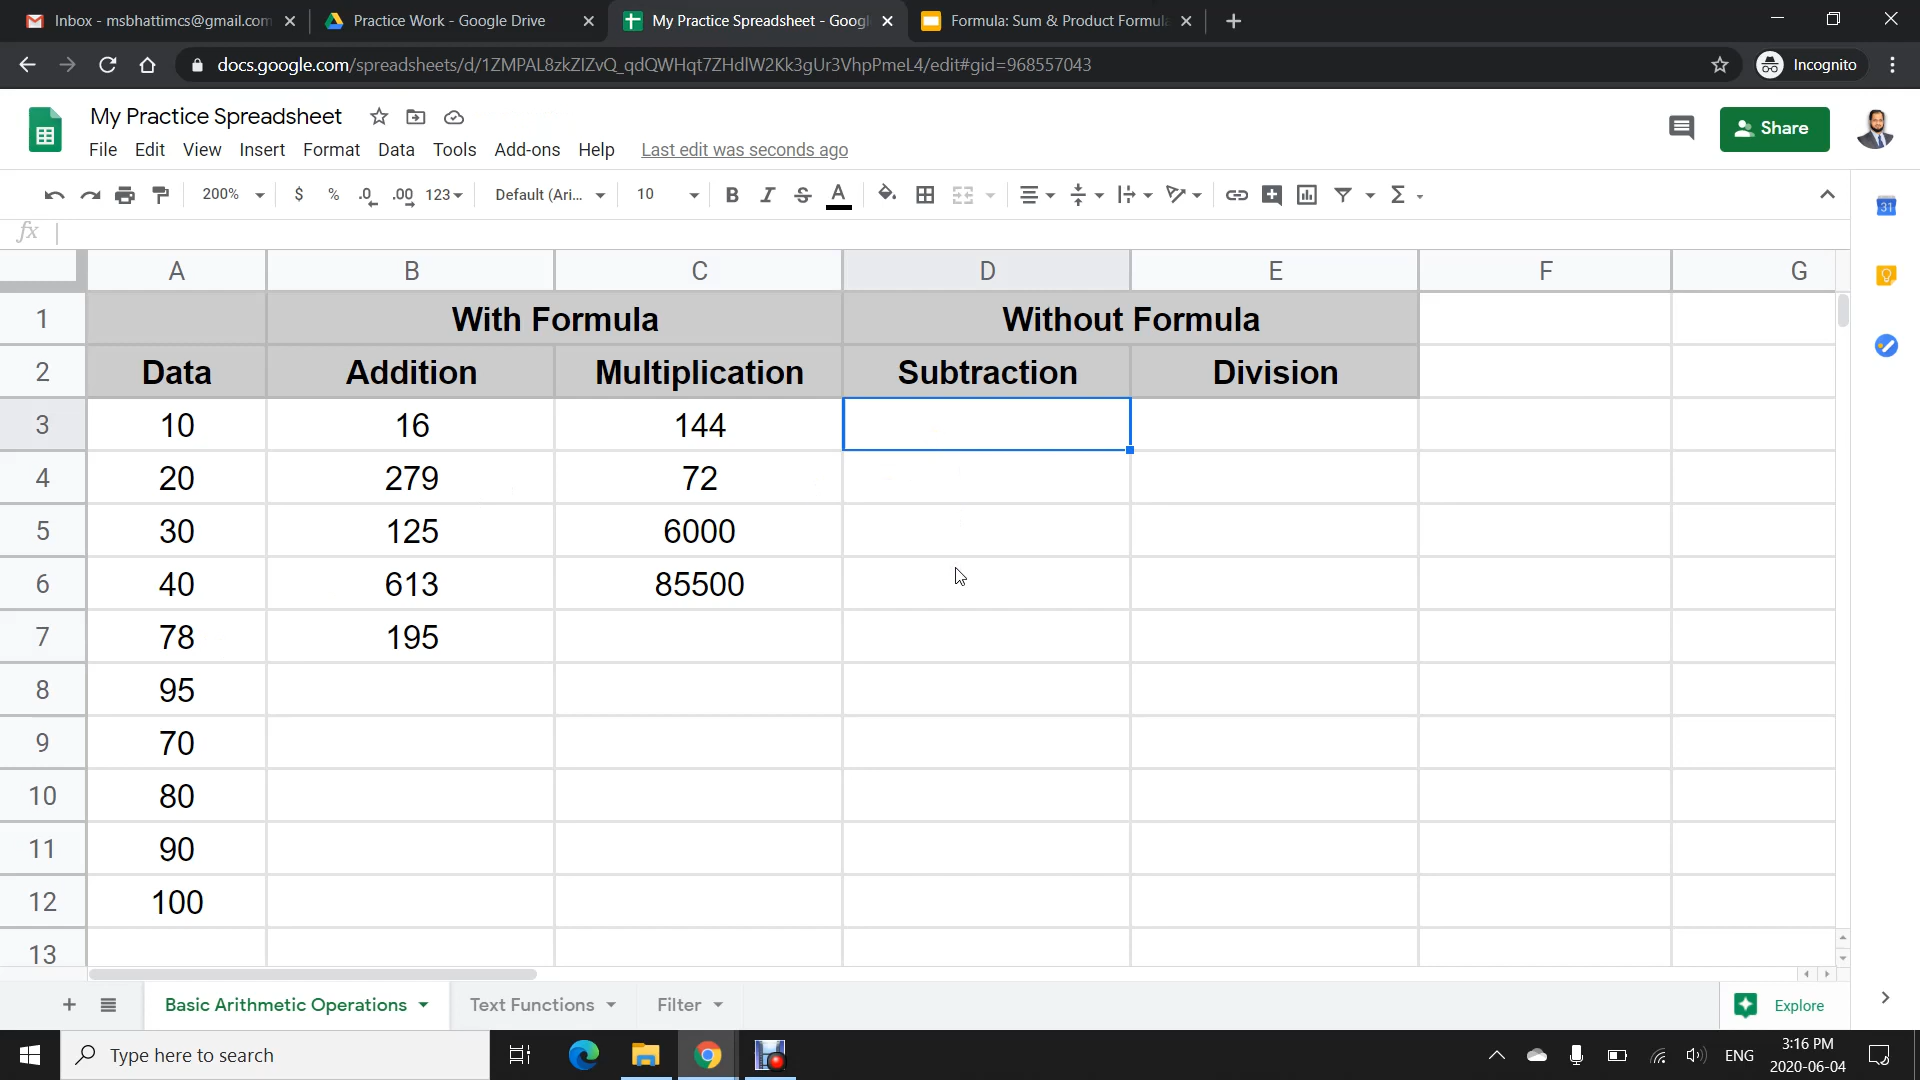 Inbox - msbhattimcs@gmail.com
Practice Work - Google Drive
My Practice Spreadsheet - Googl
Formula: Sum & Product Formula
docs.google.com/spreadsheets/d/1ZMPAL8zkZIZvQ_qdQWHqt7ZHdlW2Kk3gUr3VhpPmeL4/edit#gid=968557043
Incognito
My Practice Spreadsheet
Share
File Edit View Insert Format Data Tools Add-ons Help Last edit was seconds ago
200% $ % .0 .00 123 Default (Ari... 10 B I S A Σ
31
fx
A B C D E F G
1 With Formula Without Formula
2 Data Addition Multiplication Subtraction Division
3 10 16 144
4 20 279 72
5 30 125 6000
6 40 613 85500
7 78 195
8 95
9 70
10 80
11 90
12 100
13
Basic Arithmetic Operations Text Functions Filter Explore
Type here to search
ENG
3:16 PM
2020-06-04